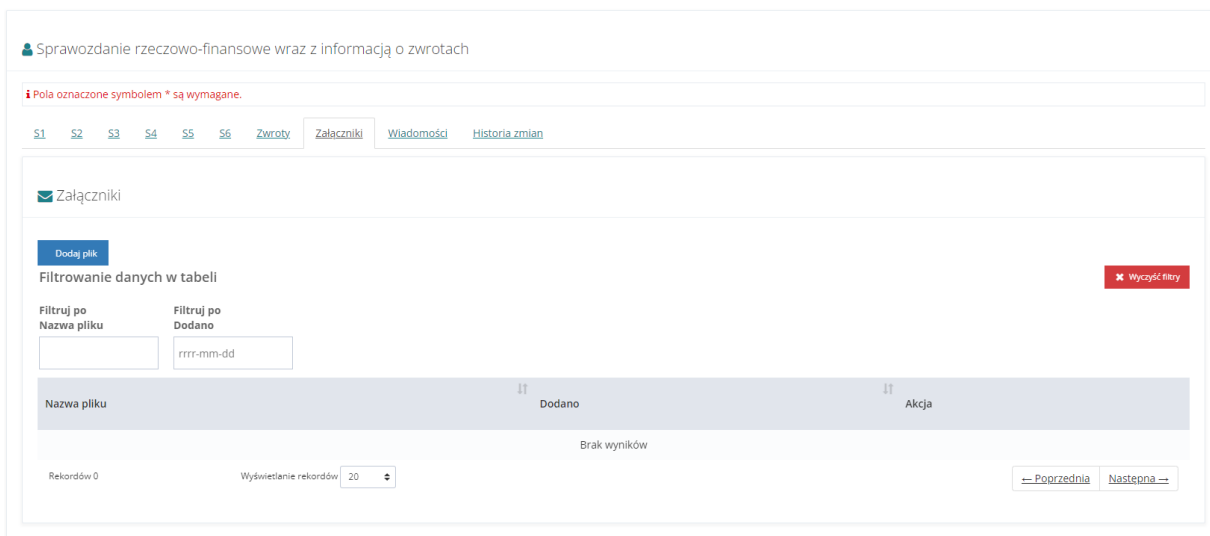 Sprawozdanie rzeczowo-finansowe wraz z informacją o zwrotach
Pola oznaczone symbolem * są wymagane.
S1 S2 S3 S4 S5 S6 Zwroty Załączniki Wiadomości Historia zmian
Załączniki
Dodaj plik
Filtrowanie danych w tabeli
✖ Wyczyść filtry
Filtruj po Filtruj po
Nazwa pliku Dodano
rrrr-mm-dd
Nazwa pliku Dodano Akcja
Brak wyników
Rekordów 0 Wyświetlanie rekordów 20 ← Poprzednia Następna →